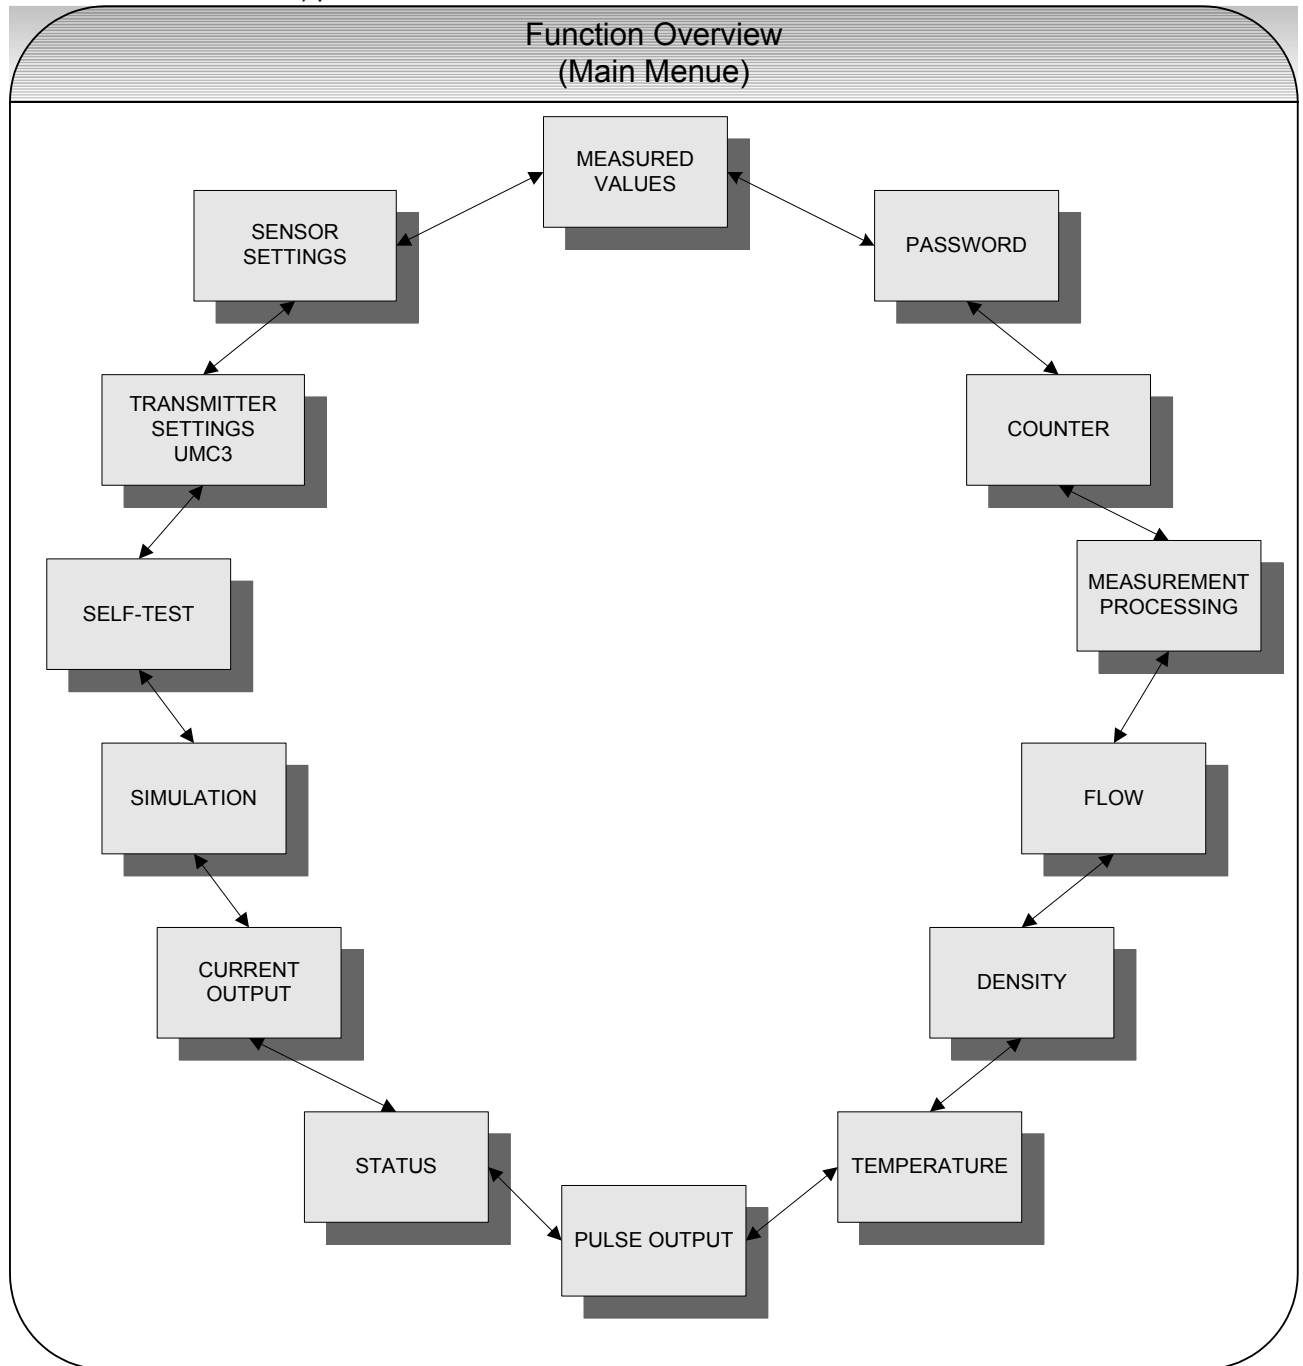 Function Overview
(Main Menue)
MEASURED
VALUES
SENSOR
SETTINGS
PASSWORD
TRANSMITTER
SETTINGS
UMC3
COUNTER
MEASUREMENT
PROCESSING
SELF-TEST
SIMULATION
FLOW
CURRENT
OUTPUT
DENSITY
STATUS
TEMPERATURE
PULSE OUTPUT